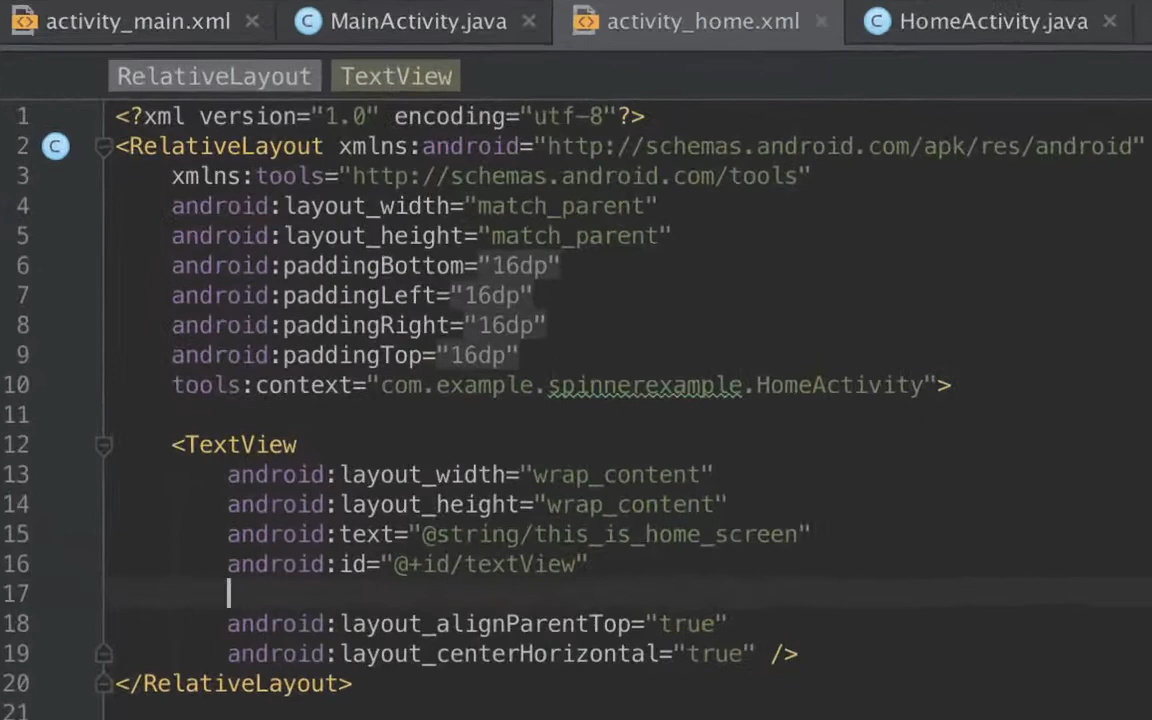 activity_main.xml MainActivity.java activity_home.xml HomeActivity.java
RelativeLayout TextView
1 <?xml version="1.0" encoding="utf-8"?>
2 <RelativeLayout xmlns:android="http://schemas.android.com/apk/res/android"
3 xmlns:tools="http://schemas.android.com/tools"
4 android:layout_width="match_parent"
5 android:layout_height="match_parent"
6 android:paddingBottom="16dp"
7 android:paddingLeft="16dp"
8 android:paddingRight="16dp"
9 android:paddingTop="16dp"
10 tools:context="com.example.spinnerexample.HomeActivity">
11
12 <TextView
13 android:layout_width="wrap_content"
14 android:layout_height="wrap_content"
15 android:text="@string/this_is_home_screen"
16 android:id="@+id/textView"
17
18 android:layout_alignParentTop="true"
19 android:layout_centerHorizontal="true" />
20 </RelativeLayout>
21